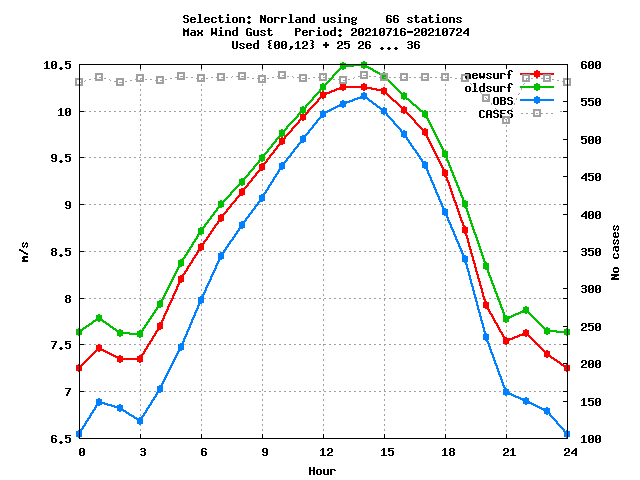 Selection: Norrland using 66 stations
Max Wind Gust Period: 20210716-20210724
Used {00,12} + 25 26 ... 36
10.5
10
9.5
9
8.5
8
7.5
7
6.5
m/s
600
550
500
450
400
350
300
250
200
150
100
No cases
newsurf
oldsurf
OBS
CASES
0 3 6 9 12 15 18 21 24
Hour